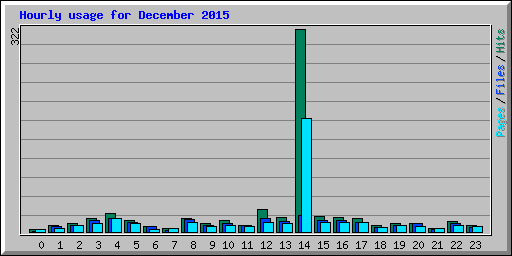 Hourly usage for December 2015
322
Pages / Files / Hits
0 1 2 3 4 5 6 7 8 9 10 11 12 13 14 15 16 17 18 19 20 21 22 23